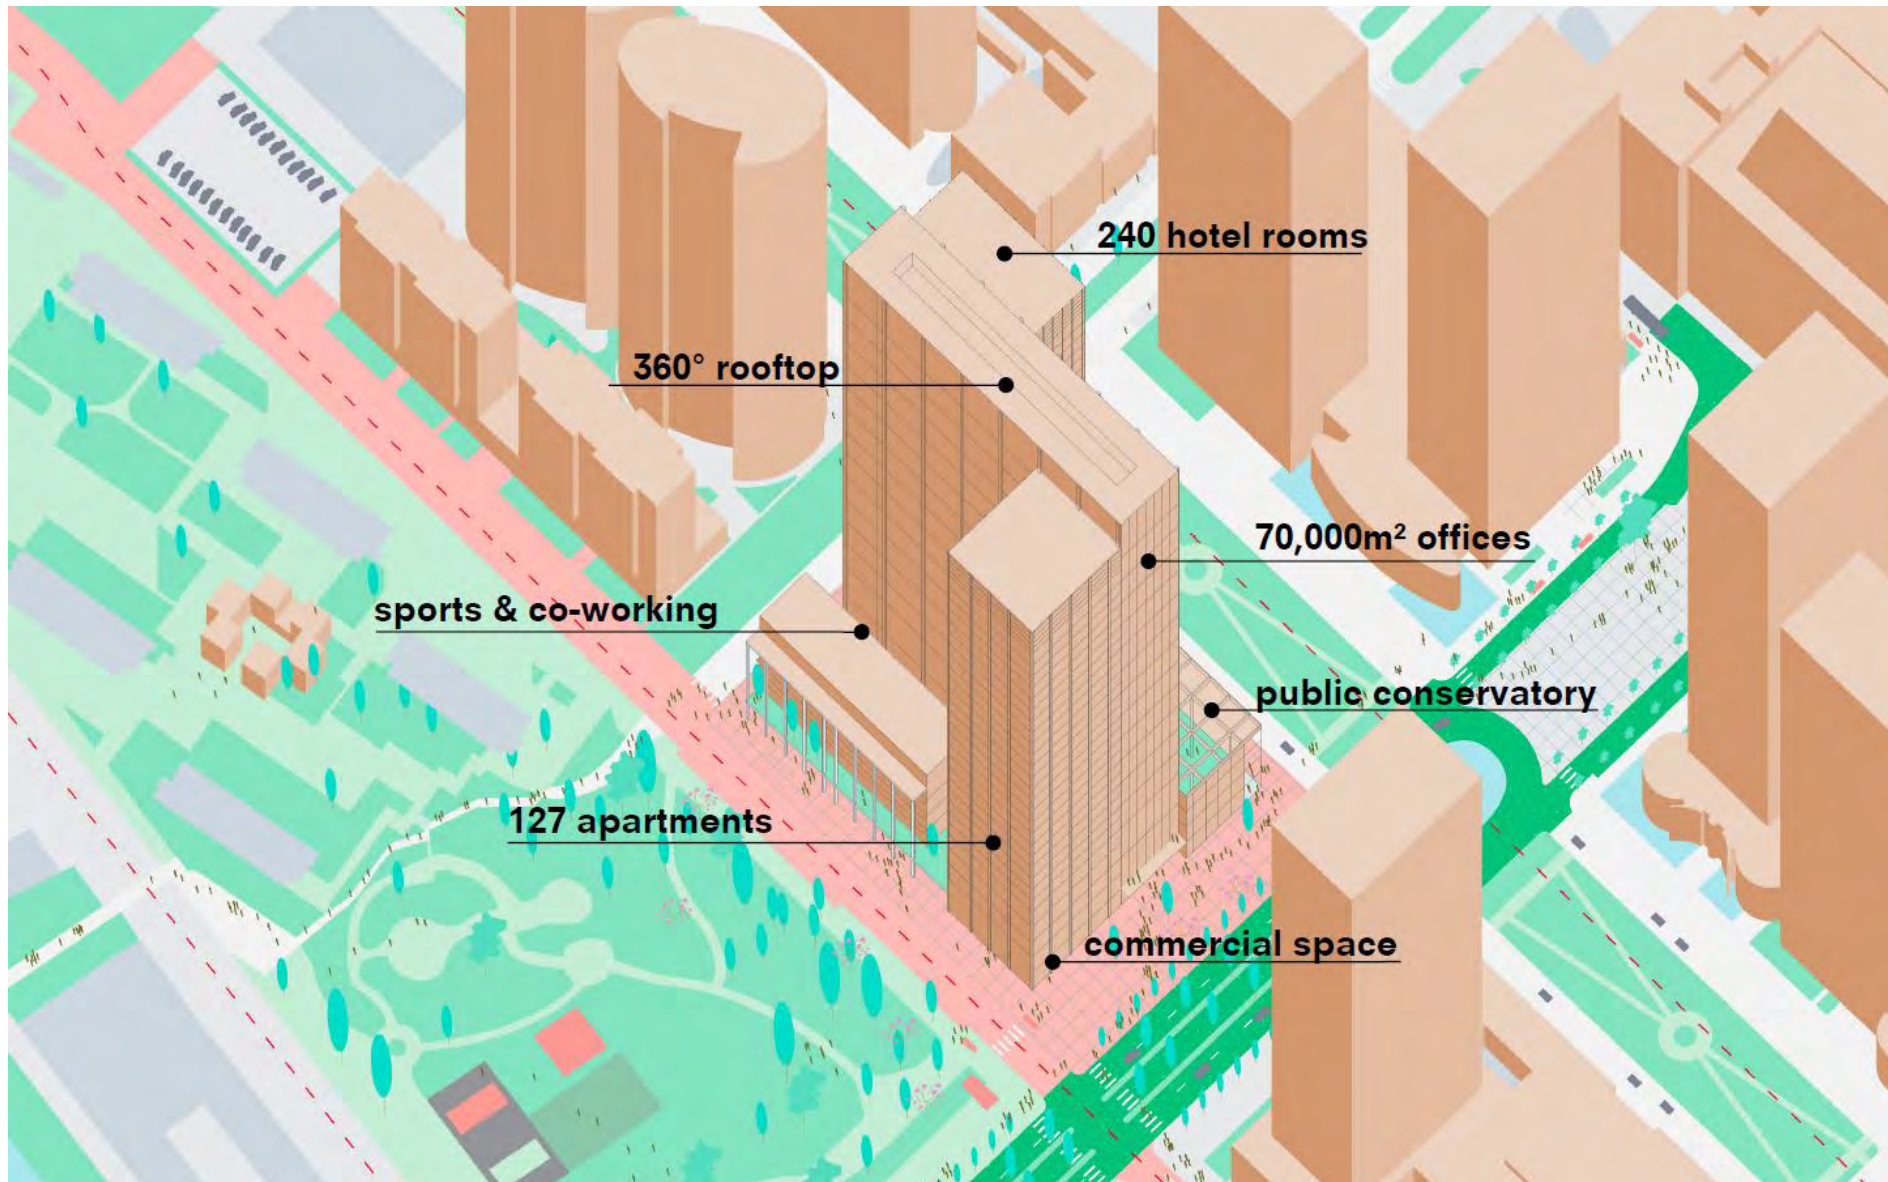 240 hotel rooms
360° rooftop
70,000m² offices
sports & co-working
public conservatory
127 apartments
commercial space